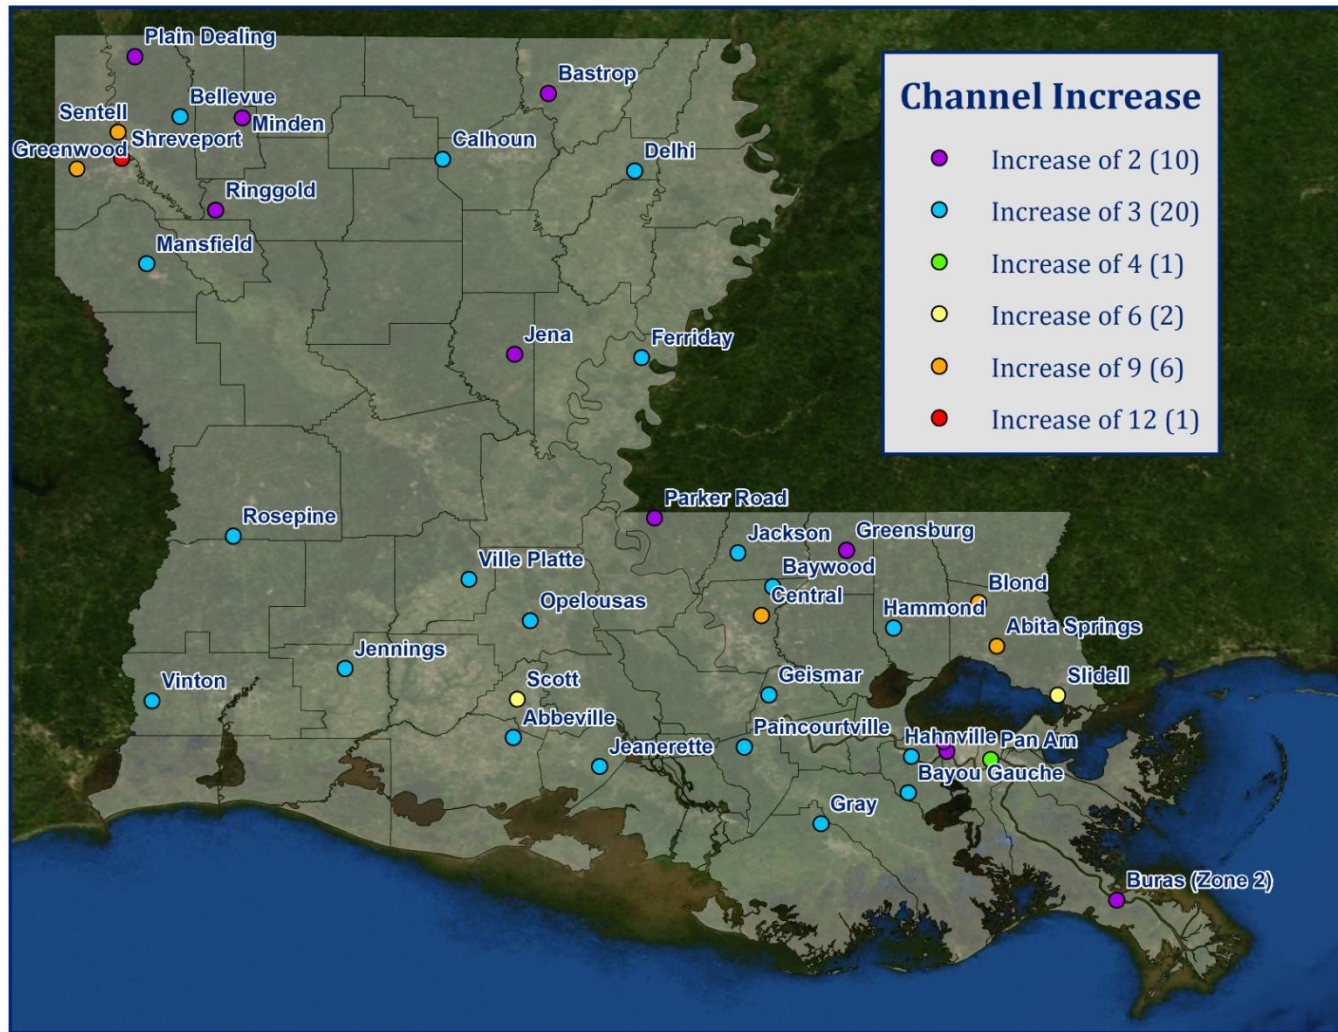 Plain Dealing
Bastrop
Channel Increase
Sentell
Bellevue
Minden
Shreveport
Greenwood
Calhoun
Delhi
Increase of 2 (10)
Ringgold
Increase of 3 (20)
Mansfield
Increase of 4 (1)
Increase of 6 (2)
Jena
Ferriday
Increase of 9 (6)
Increase of 12 (1)
Parker Road
Rosepine
Jackson
Greensburg
Ville Platte
Baywood
Blond
Opelousas
Central
Hammond
Abita Springs
Jennings
Vinton
Scott
Geismar
Slidell
Abbeville
Paincourtville
Hahnville
Pan Am
Jeanerette
Bayou Gauche
Gray
Buras (Zone 2)